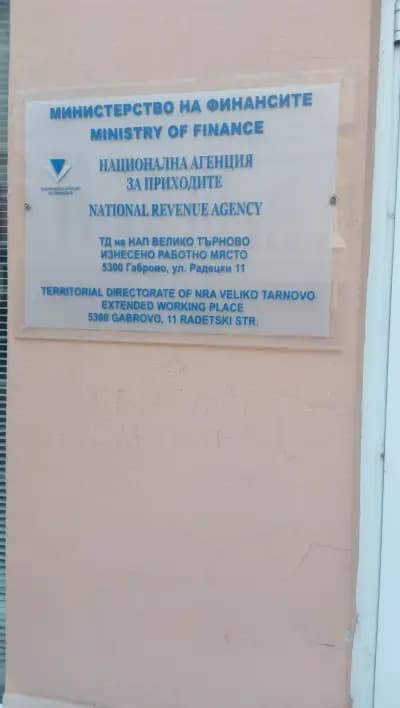 МИНИСТЕРСТВО НА ФИНАНСИТЕ
MINISTRY OF FINANCE
НАЦИОНАЛНА АГЕНЦИЯ
ЗА ПРИХОДИТЕ
NATIONAL REVENUE AGENCY
ТД на НАП ВЕЛИКО ТЪРНОВО
ИЗНЕСЕНО РАБОТНО МЯСТО
5300 Габрово, ул. Радецки 11
TERRITORIAL DIRECTORATE OF NRA VELIKO TARNOVO
EXTENDED WORKING PLACE
5300 GABROVO, 11 RADETSKI STR.